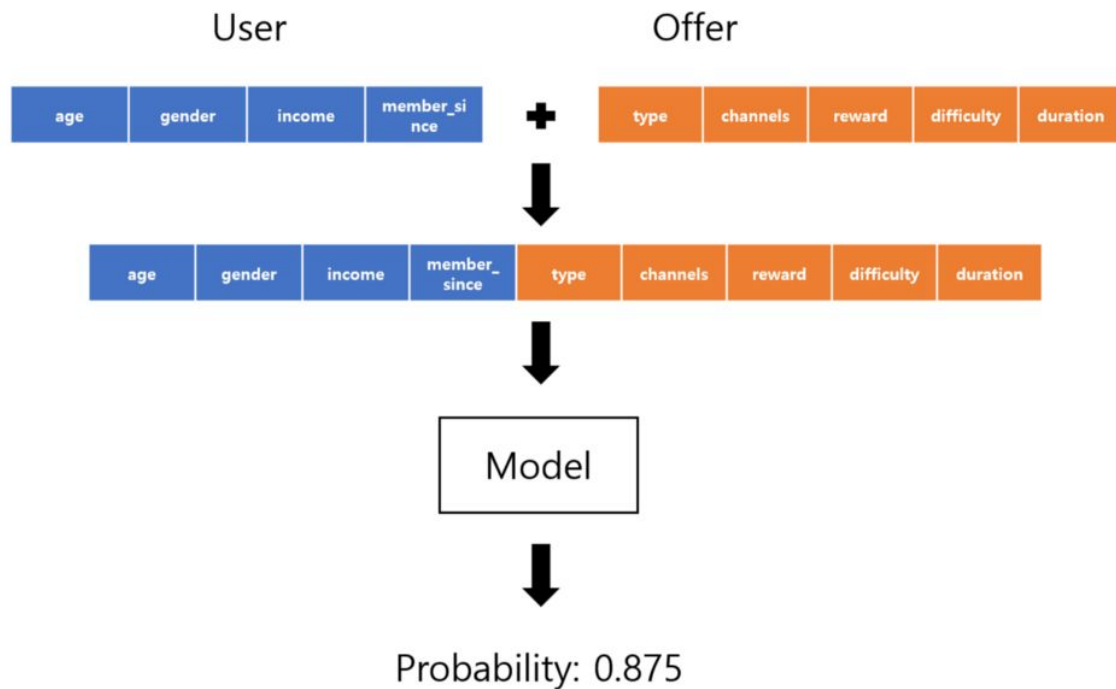 User Offer
age gender income member_si
nce
type channels reward difficulty duration
age gender income member_
since type channels reward difficulty duration
Model
Probability: 0.875